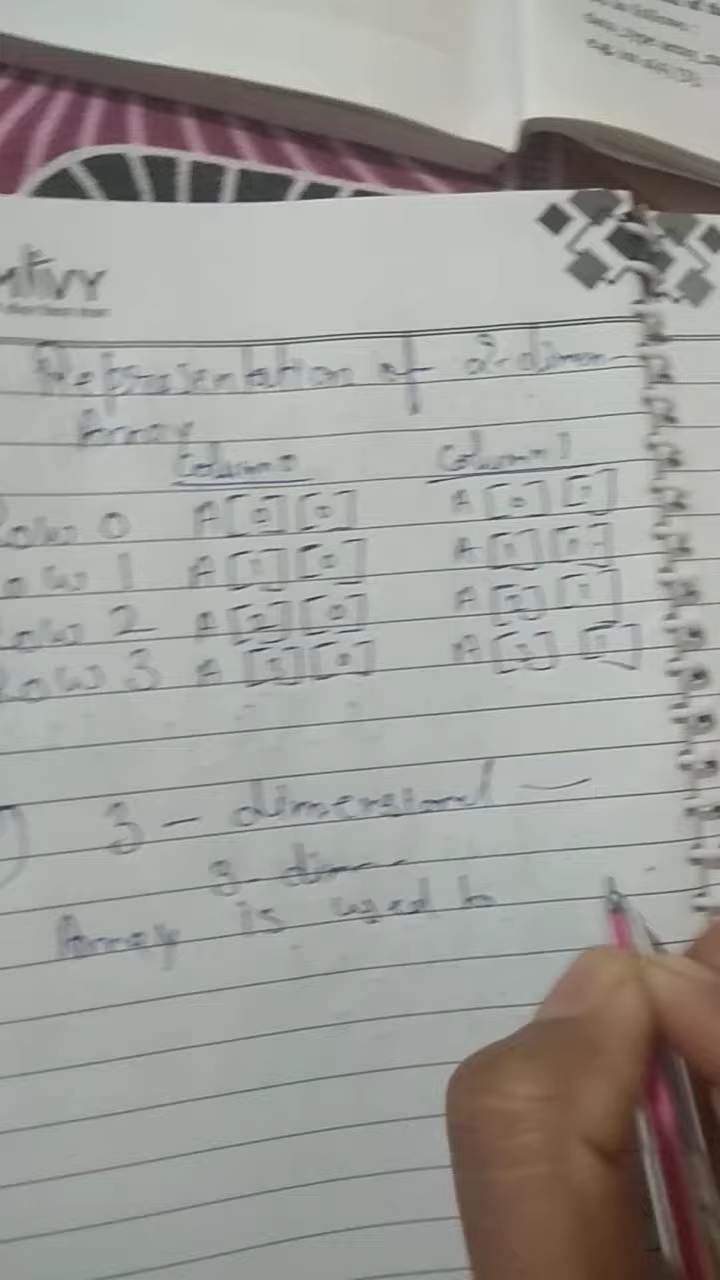 Representation of 2-dimen-
Array
Column 0 Column 1
Row 0 A[0][0] A[0][1]
Row 1 A[1][0] A[1][1]
Row 2 A[2][0] A[2][1]
Row 3 A[3][0] A[3][1]
3-dimensional -
3-dim
Array is used to